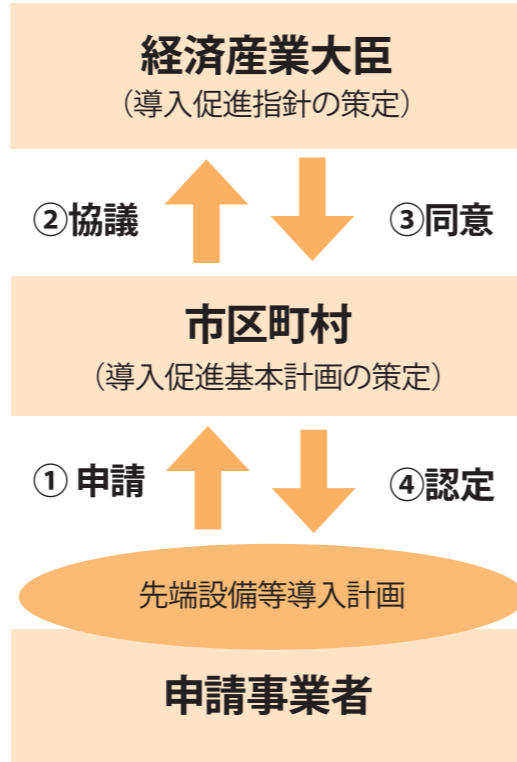 経済産業大臣
（導入促進指針の策定）
②協議
③同意
市区町村
（導入促進基本計画の策定）
① 申請
④認定
先端設備等導入計画
申請事業者